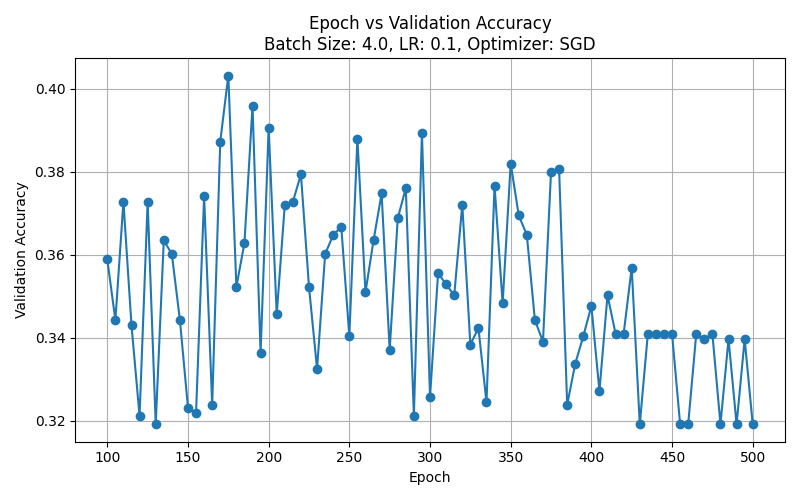 Epoch vs Validation Accuracy
Batch Size: 4.0, LR: 0.1, Optimizer: SGD
Validation Accuracy
0.40
0.38
0.36
0.34
0.32
100 150 200 250 300 350 400 450 500
Epoch